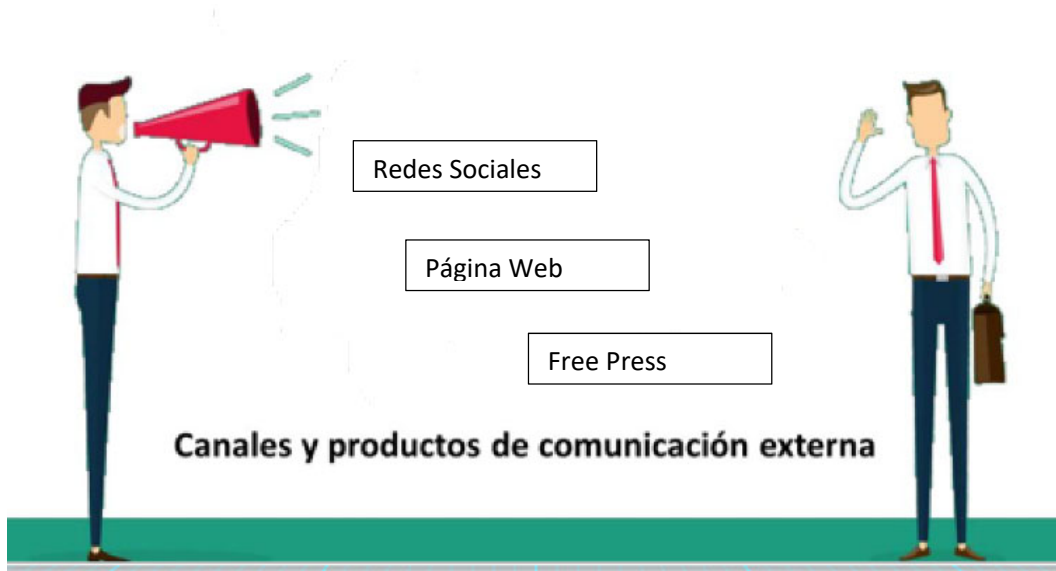 Redes Sociales
Página Web
Free Press
Canales y productos de comunicación externa